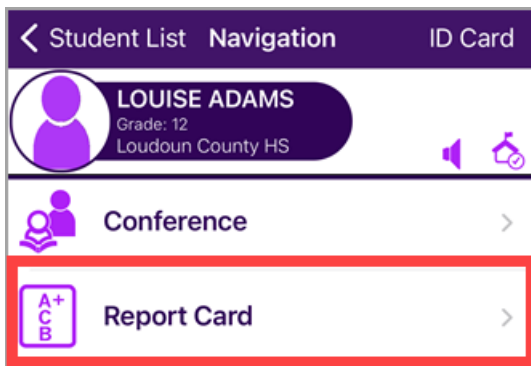 Student List Navigation ID Card
LOUISE ADAMS
Grade: 12
Loudoun County HS
Conference
A+
C
B
Report Card